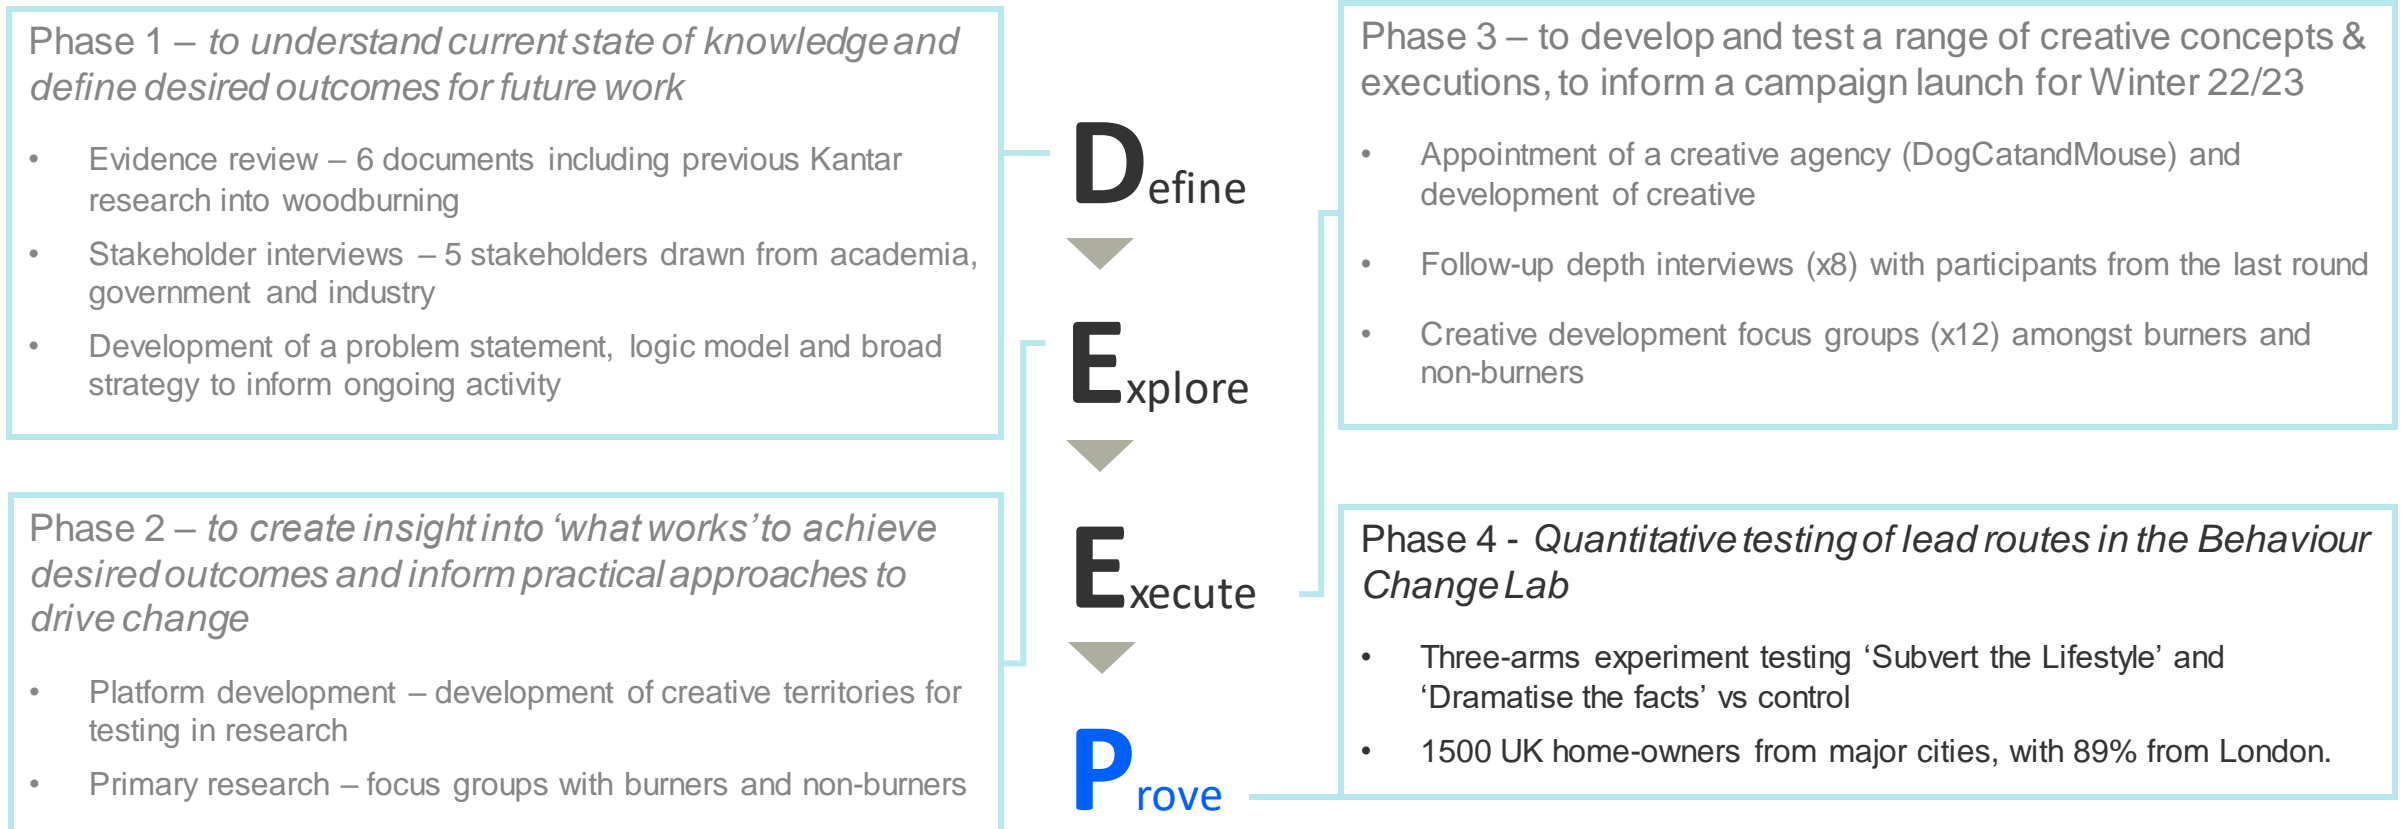 Phase 1 – to understand current state of knowledge and
define desired outcomes for future work
• Evidence review – 6 documents including previous Kantar
research into woodburning
• Stakeholder interviews – 5 stakeholders drawn from academia,
government and industry
• Development of a problem statement, logic model and broad
strategy to inform ongoing activity
Phase 2 – to create insight into ‘what works’ to achieve
desired outcomes and inform practical approaches to
drive change
• Platform development – development of creative territories for
testing in research
• Primary research – focus groups with burners and non-burners
Define
Explore
Execute
Prove
Phase 3 – to develop and test a range of creative concepts &
executions, to inform a campaign launch for Winter 22/23
• Appointment of a creative agency (DogCatandMouse) and
development of creative
• Follow-up depth interviews (x8) with participants from the last round
• Creative development focus groups (x12) amongst burners and
non-burners
Phase 4 - Quantitative testing of lead routes in the Behaviour
Change Lab
• Three-arms experiment testing ‘Subvert the Lifestyle’ and
‘Dramatise the facts’ vs control
• 1500 UK home-owners from major cities, with 89% from London.